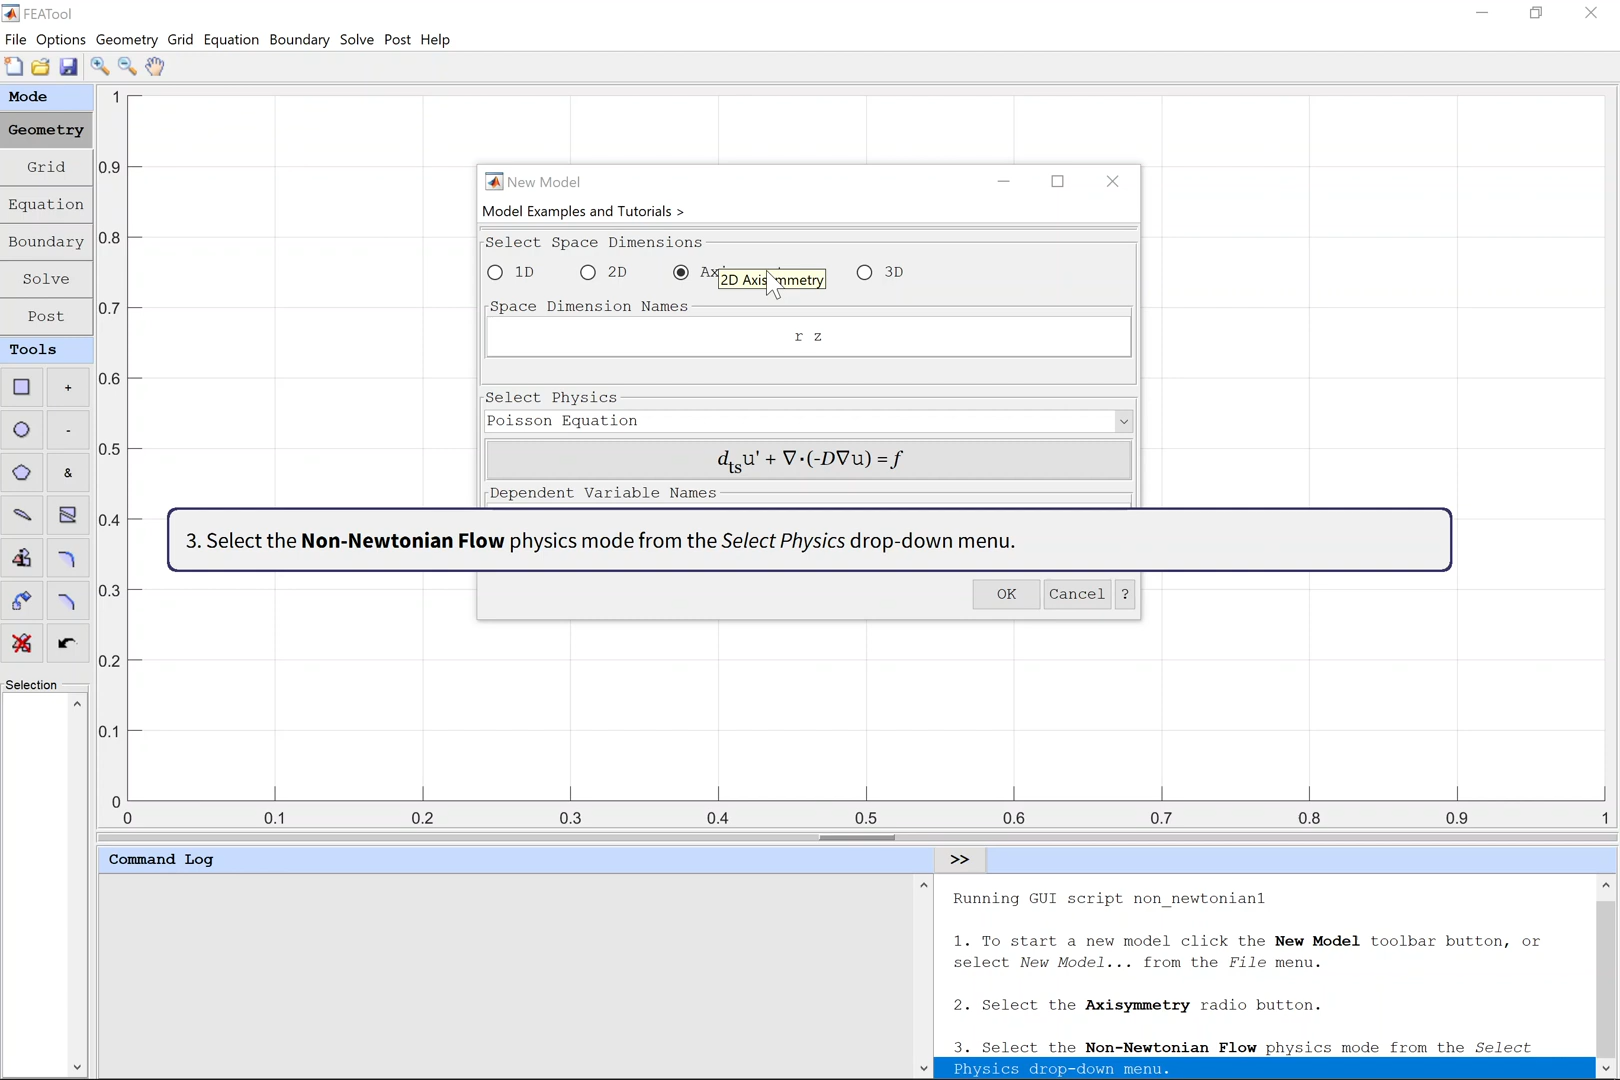 FEATool
File Options Geometry Grid Equation Boundary Solve Post Help
Mode
Geometry
Grid
Equation
Boundary
Solve
Post
Tools
+
-
&
Selection
1
0.9
0.8
0.7
0.6
0.5
0.4
0.3
0.2
0.1
0
0 0.1 0.2 0.3 0.4 0.5 0.6 0.7 0.8 0.9 1
New Model
Model Examples and Tutorials >
Select Space Dimensions
1D 2D 3D
2D Axisymmetry
Space Dimension Names
r z
Select Physics
Poisson Equation
d_ts u' + ∇·(-D∇u) = f
Dependent Variable Names
3. Select the Non-Newtonian Flow physics mode from the Select Physics drop-down menu.
OK Cancel ?
Command Log
>>
Running GUI script non_newtonian1
1. To start a new model click the New Model toolbar button, or
select New Model... from the File menu.
2. Select the Axisymmetry radio button.
3. Select the Non-Newtonian Flow physics mode from the Select
Physics drop-down menu.